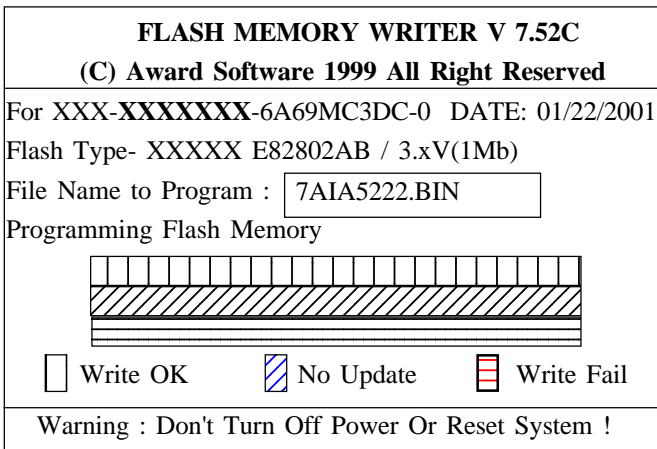 FLASH MEMORY WRITER V 7.52C
(C) Award Software 1999 All Right Reserved
For XXX-XXXXXXX-6A69MC3DC-0 DATE: 01/22/2001
Flash Type- XXXXX E82802AB / 3.xV(1Mb)
File Name to Program : 7AIA5222.BIN
Programming Flash Memory
Write OK No Update Write Fail
Warning : Don't Turn Off Power Or Reset System !